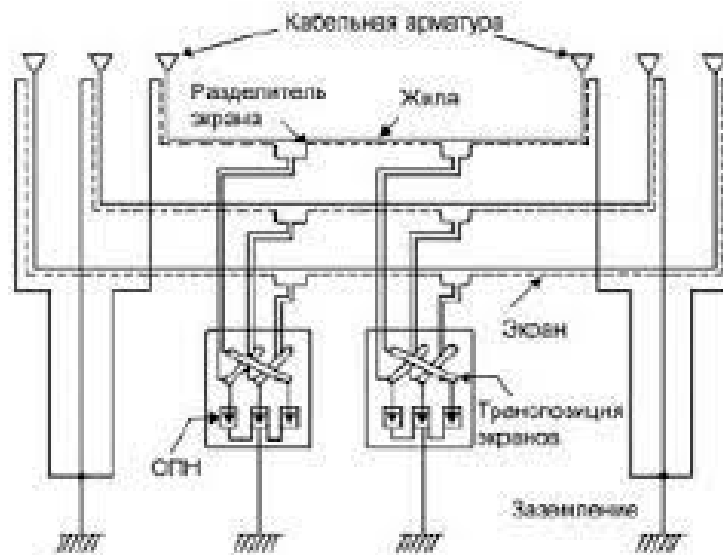 Кабельная арматура
Разделитель
экрана
Жила
Экран
Транспозиция
экранов
ОПН
Заземление